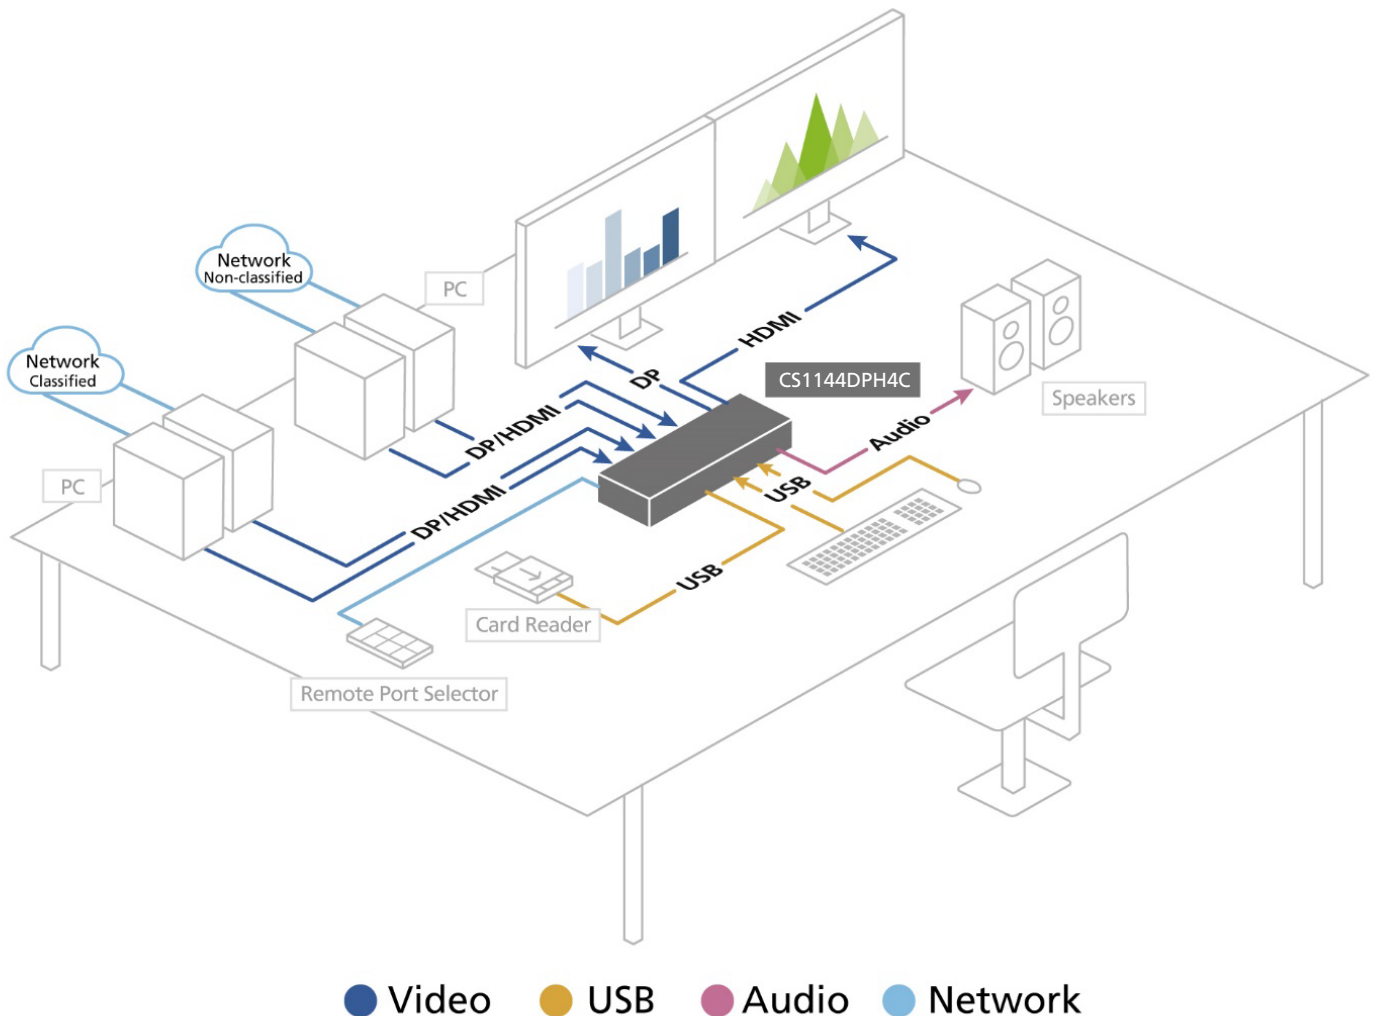 Network
Non-classified
PC
Network
Classified
PC
HDMI
DP
CS1144DPH4C
Speakers
DP/HDMI
Audio
DP/HDMI
USB
USB
Card Reader
Remote Port Selector
Video
USB
Audio
Network